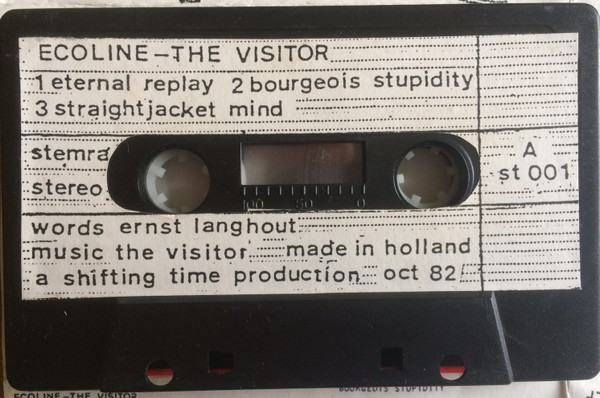 ECOLINE-THE VISITOR
1 eternal replay 2 bourgeois stupidity
3 straightjacket mind
stemra
stereo
A
st 001
100 50 0
words ernst langhout
music the visitor made in holland
a shifting time production oct 82
ECOLINE-THE VISITOR
BOURGEOIS STUPIDITY